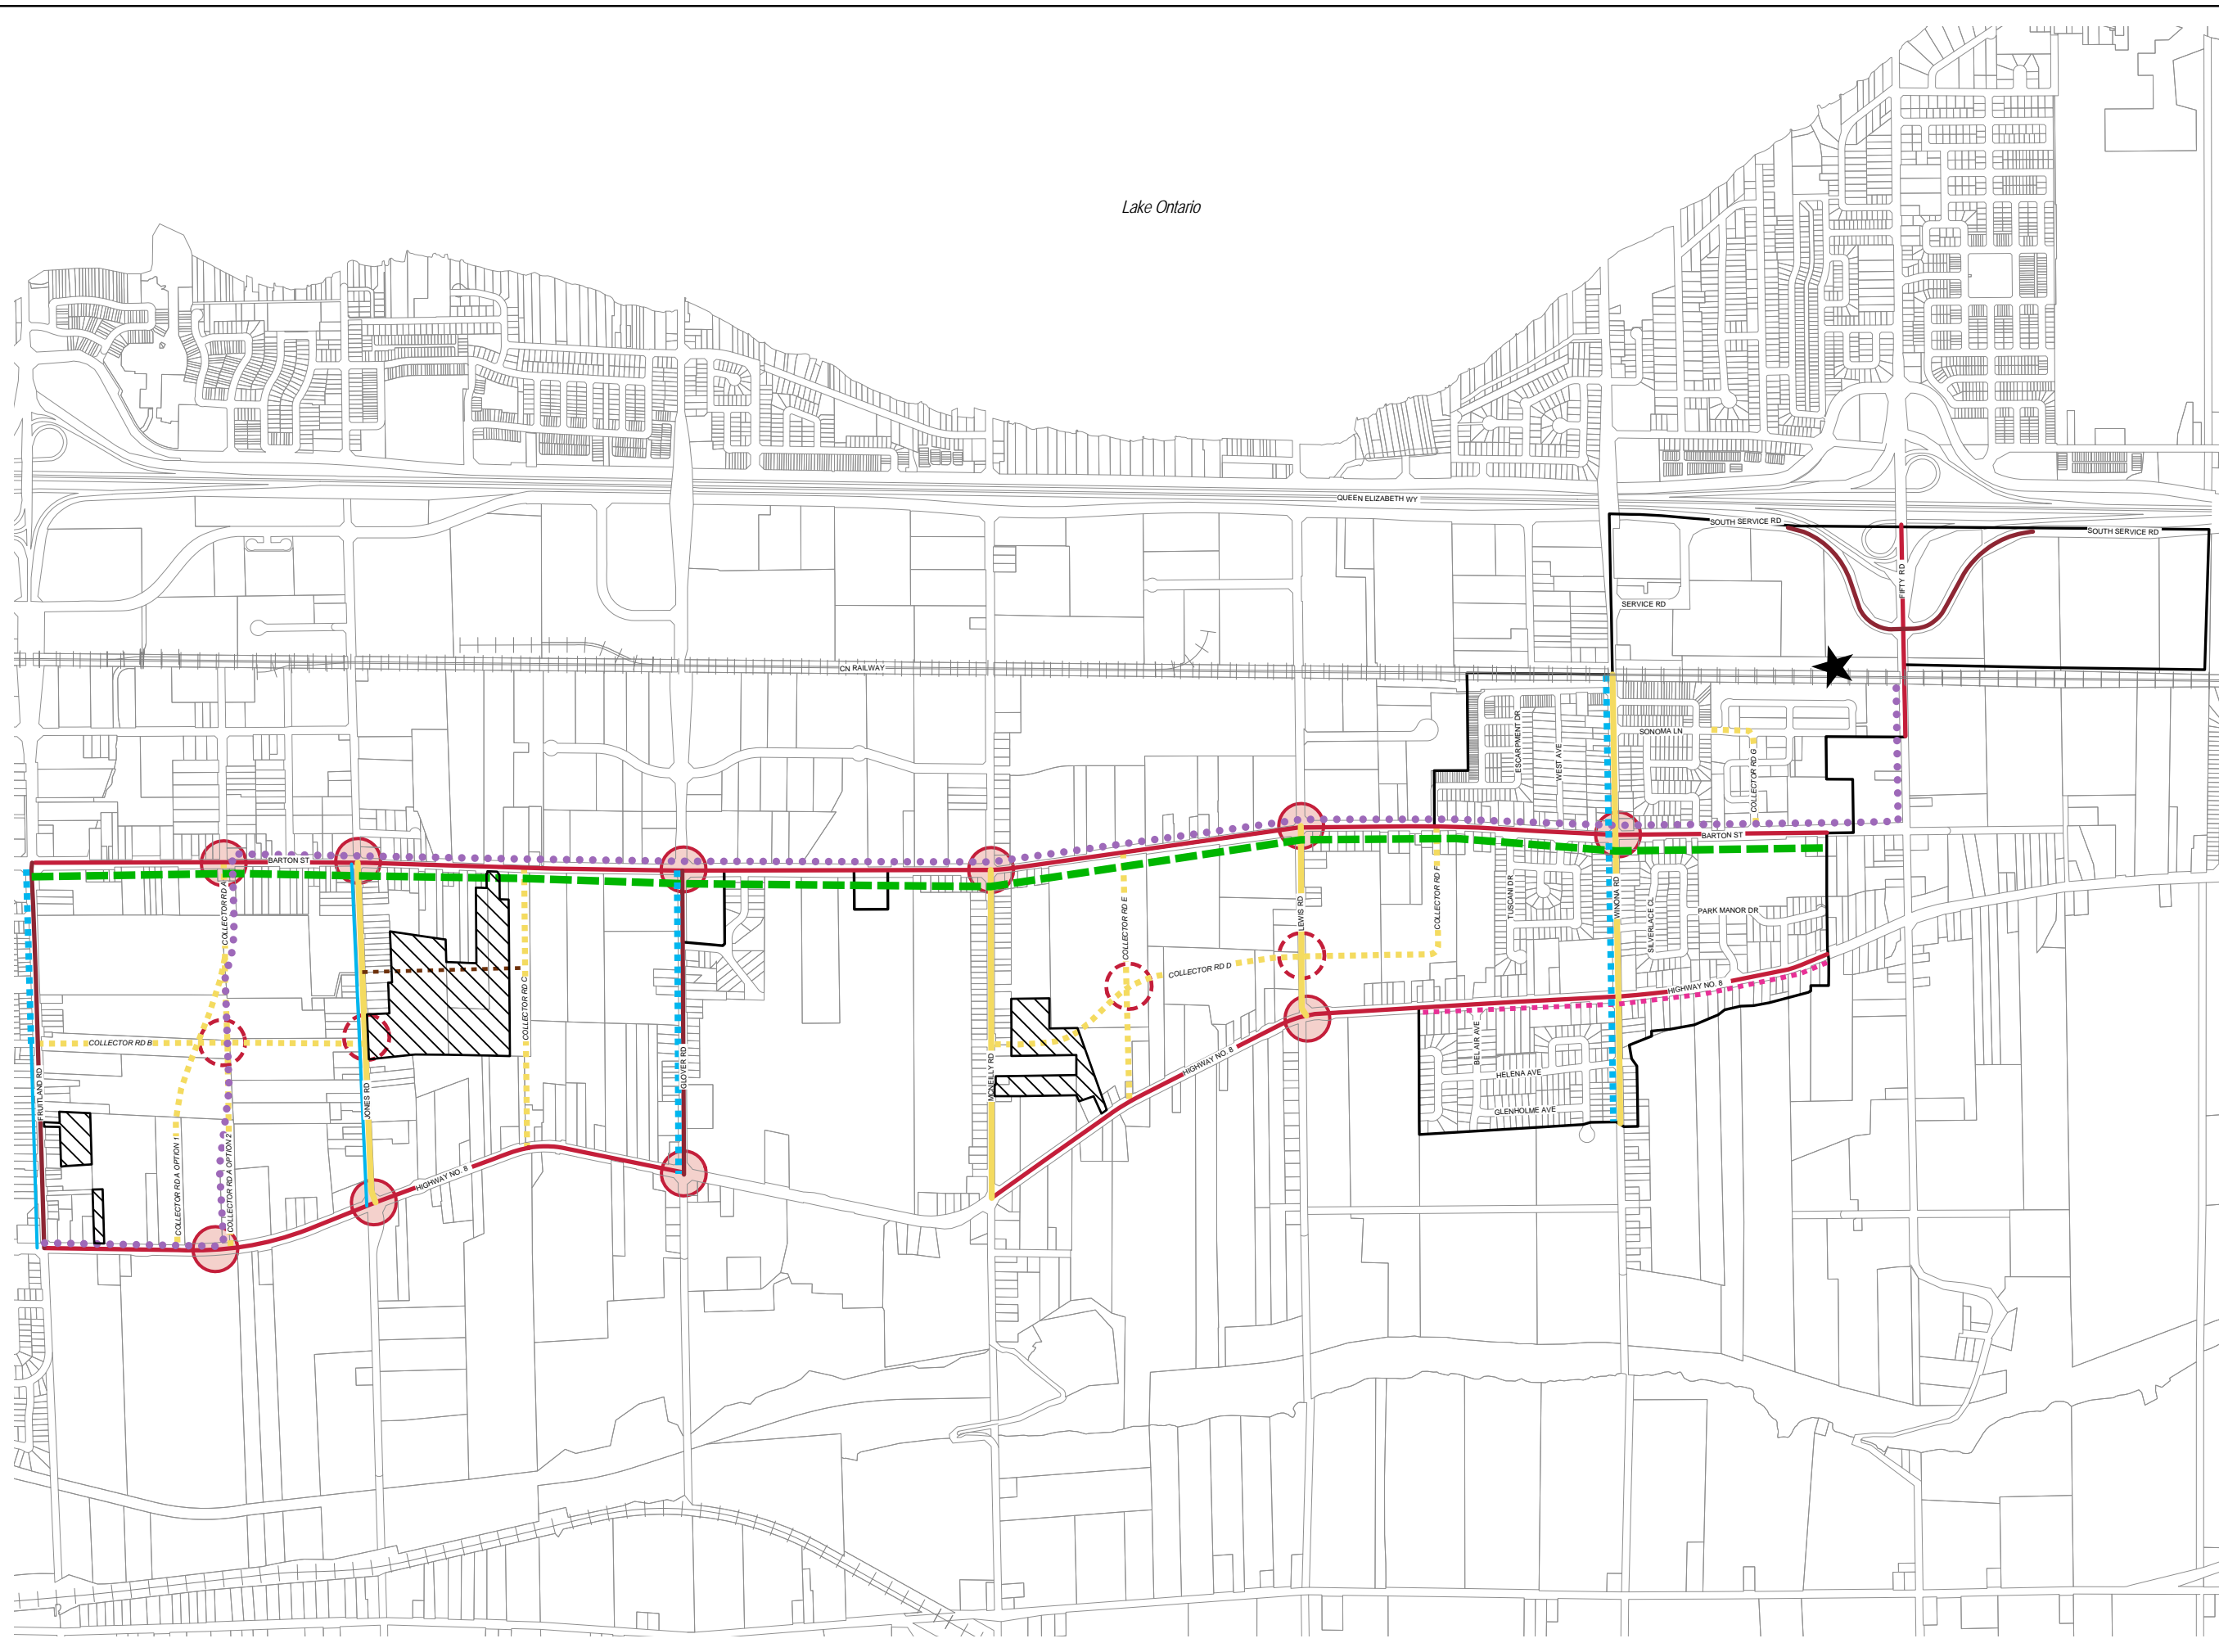 Lake Ontario
QUEEN ELIZABETH WY
SOUTH SERVICE RD
SOUTH SERVICE RD
FIFTY RD
SERVICE RD
CN RAILWAY
ESCARPMENT DR
WEST AVE
SONOMA LN
COLLECTOR RD G
BARTON ST
BARTON ST
COLLECTOR RD A
COLLECTOR RD F
TUSCANI DR
WINONA RD
SILVERLACE CL
PARK MANOR DR
LEWIS RD
COLLECTOR RD E
COLLECTOR RD D
HIGHWAY NO. 8
COLLECTOR RD C
COLLECTOR RD B
FRUITLAND RD
JONES RD
GLOVER RD
MCNEILLY RD
HIGHWAY NO. 8
BEL AIR AVE
HELENA AVE
GLENHOLME AVE
COLLECTOR RD A OPTION 1
COLLECTOR RD A OPTION 2
HIGHWAY NO. 8